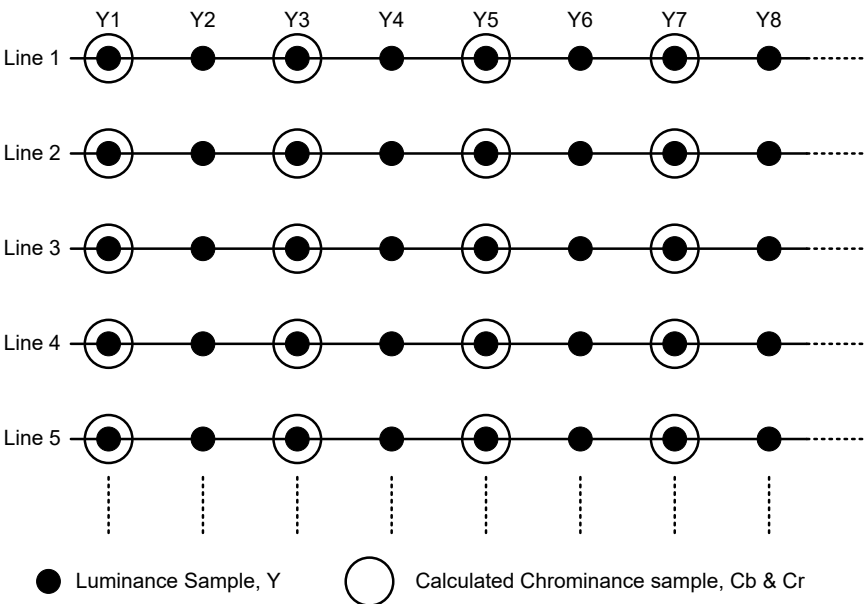 Y1 Y2 Y3 Y4 Y5 Y6 Y7 Y8
Line 1
Line 2
Line 3
Line 4
Line 5
Luminance Sample, Y
Calculated Chrominance sample, Cb & Cr